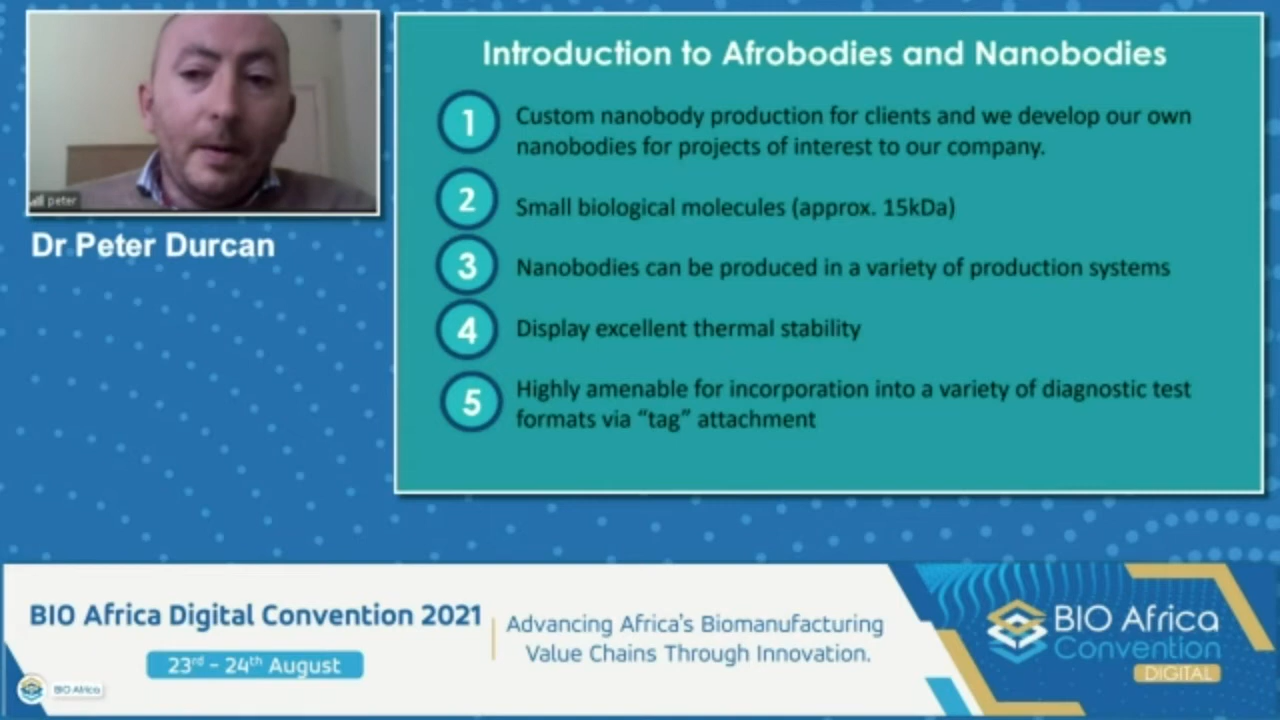 peter
Dr Peter Durcan
Introduction to Afrobodies and Nanobodies
1
Custom nanobody production for clients and we develop our own
nanobodies for projects of interest to our company.
2
Small biological molecules (approx. 15kDa)
3
Nanobodies can be produced in a variety of production systems
4
Display excellent thermal stability
5
Highly amenable for incorporation into a variety of diagnostic test
formats via “tag” attachment
BIO Africa Digital Convention 2021
23rd – 24th August
Advancing Africa's Biomanufacturing
Value Chains Through Innovation.
BIO Africa
BIO Africa
Convention
DIGITAL